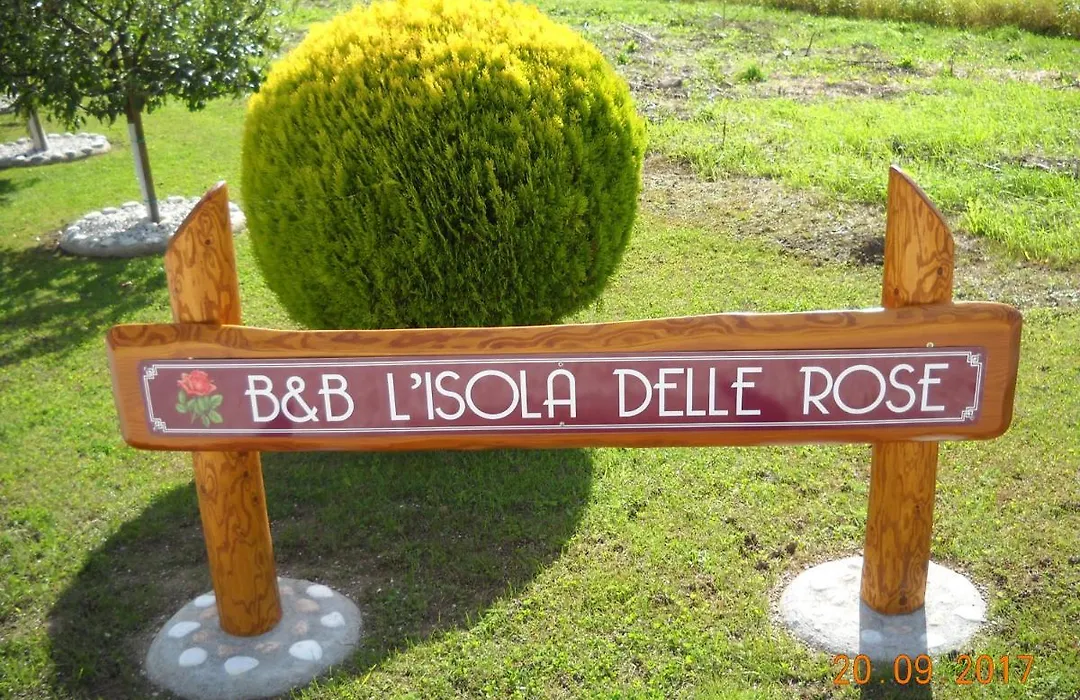 B&B L'ISOLA DELLE ROSE
20.09.2017